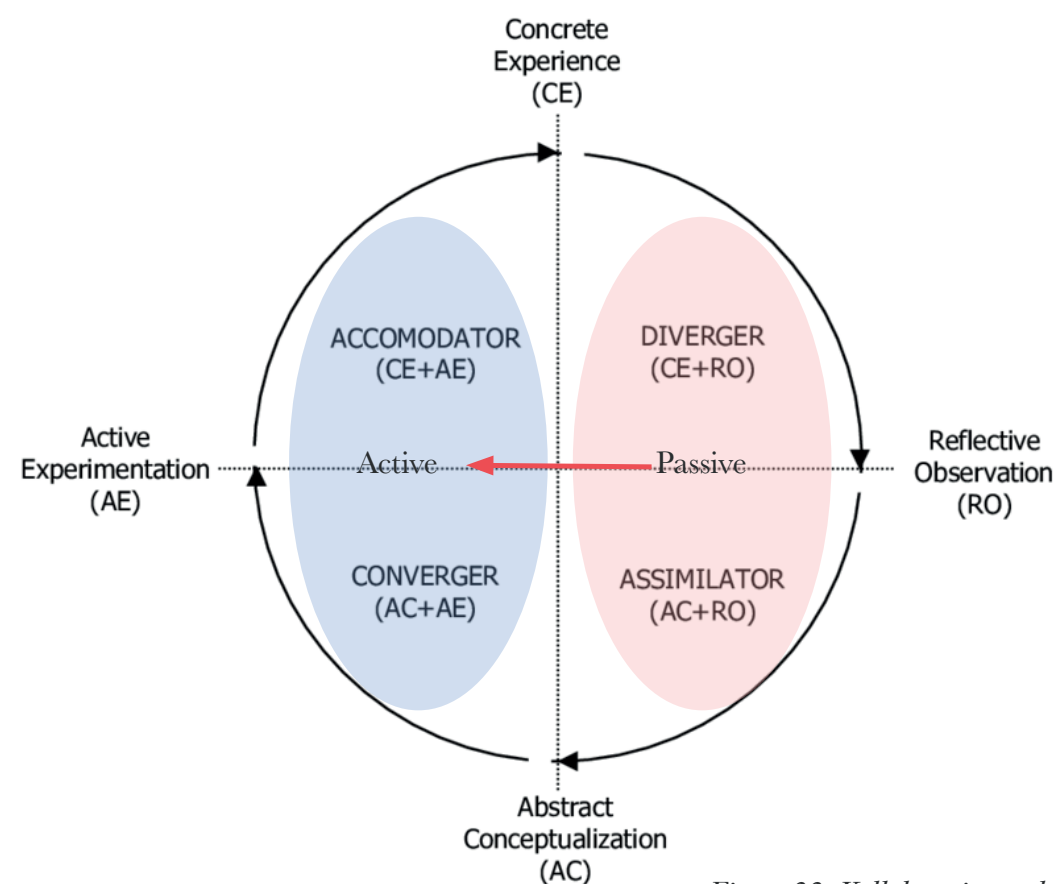 Concrete
Experience
(CE)
ACCOMODATOR
(CE+AE)
DIVERGER
(CE+RO)
Active
Experimentation
(AE)
Active
Passive
Reflective
Observation
(RO)
CONVERGER
(AC+AE)
ASSIMILATOR
(AC+RO)
Abstract
Conceptualization
(AC)